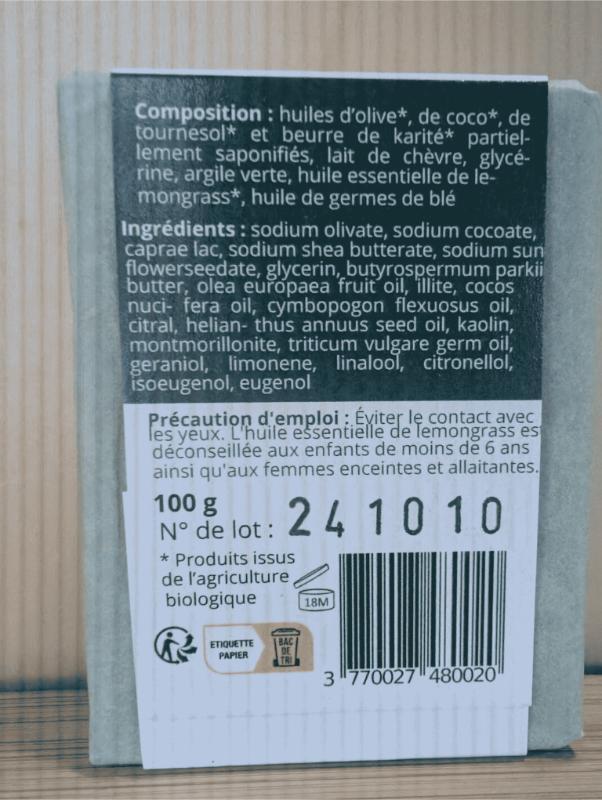 Composition : huiles d'olive*, de coco*, de
tournesol* et beurre de karité* partiel-
lement saponifiés, lait de chèvre, glycé-
rine, argile verte, huile essentielle de le-
mongrass*, huile de germes de blé
Ingrédients : sodium olivate, sodium cocoate,
caprae lac, sodium shea butterate, sodium sun
flowerseedate, glycerin, butyrospermum parkii
butter, olea europaea fruit oil, illite, cocos
nuci- fera oil, cymbopogon flexuosus oil,
citral, helian- thus annuus seed oil, kaolin,
montmorillonite, triticum vulgare germ oil,
geraniol, limonene, linalool, citronellol,
isoeugenol, eugenol
Précaution d'emploi : Éviter le contact avec
les yeux. L'huile essentielle de lemongrass est
déconseillée aux enfants de moins de 6 ans
ainsi qu'aux femmes enceintes et allaitantes.
100 g
N° de lot : 241010
* Produits issus
de l'agriculture
biologique
18M
ETIQUETTE
PAPIER
BAC
DE
TRI
3 770027 480020